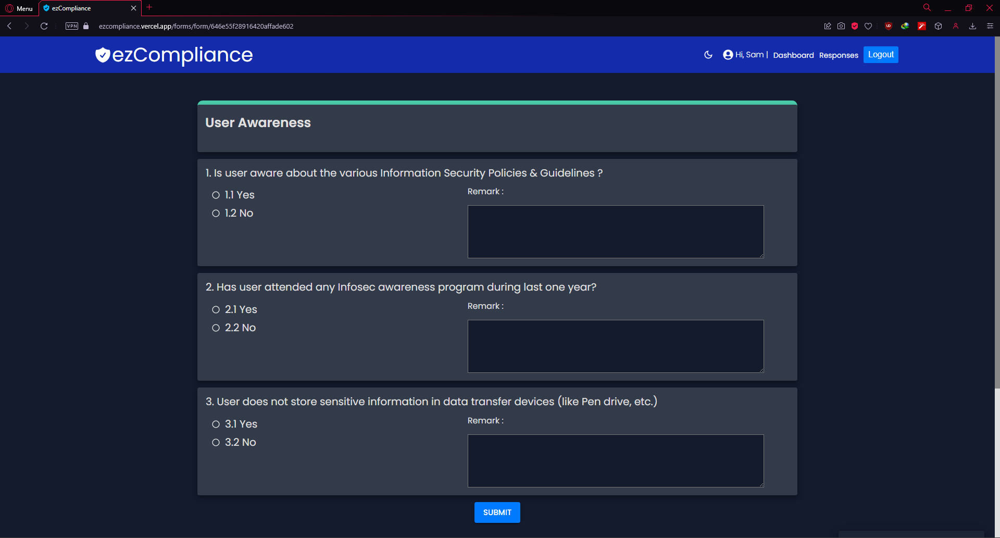 Menu
ezCompliance
VPN
ezcompliance.vercel.app/forms/form/646e55f28916420affade602
ezCompliance
Hi, Sam | Dashboard Responses Logout
User Awareness
1. Is user aware about the various Information Security Policies & Guidelines ?
1.1 Yes
Remark :
1.2 No
2. Has user attended any Infosec awareness program during last one year?
2.1 Yes
Remark :
2.2 No
3. User does not store sensitive information in data transfer devices (like Pen drive, etc.)
3.1 Yes
Remark :
3.2 No
SUBMIT